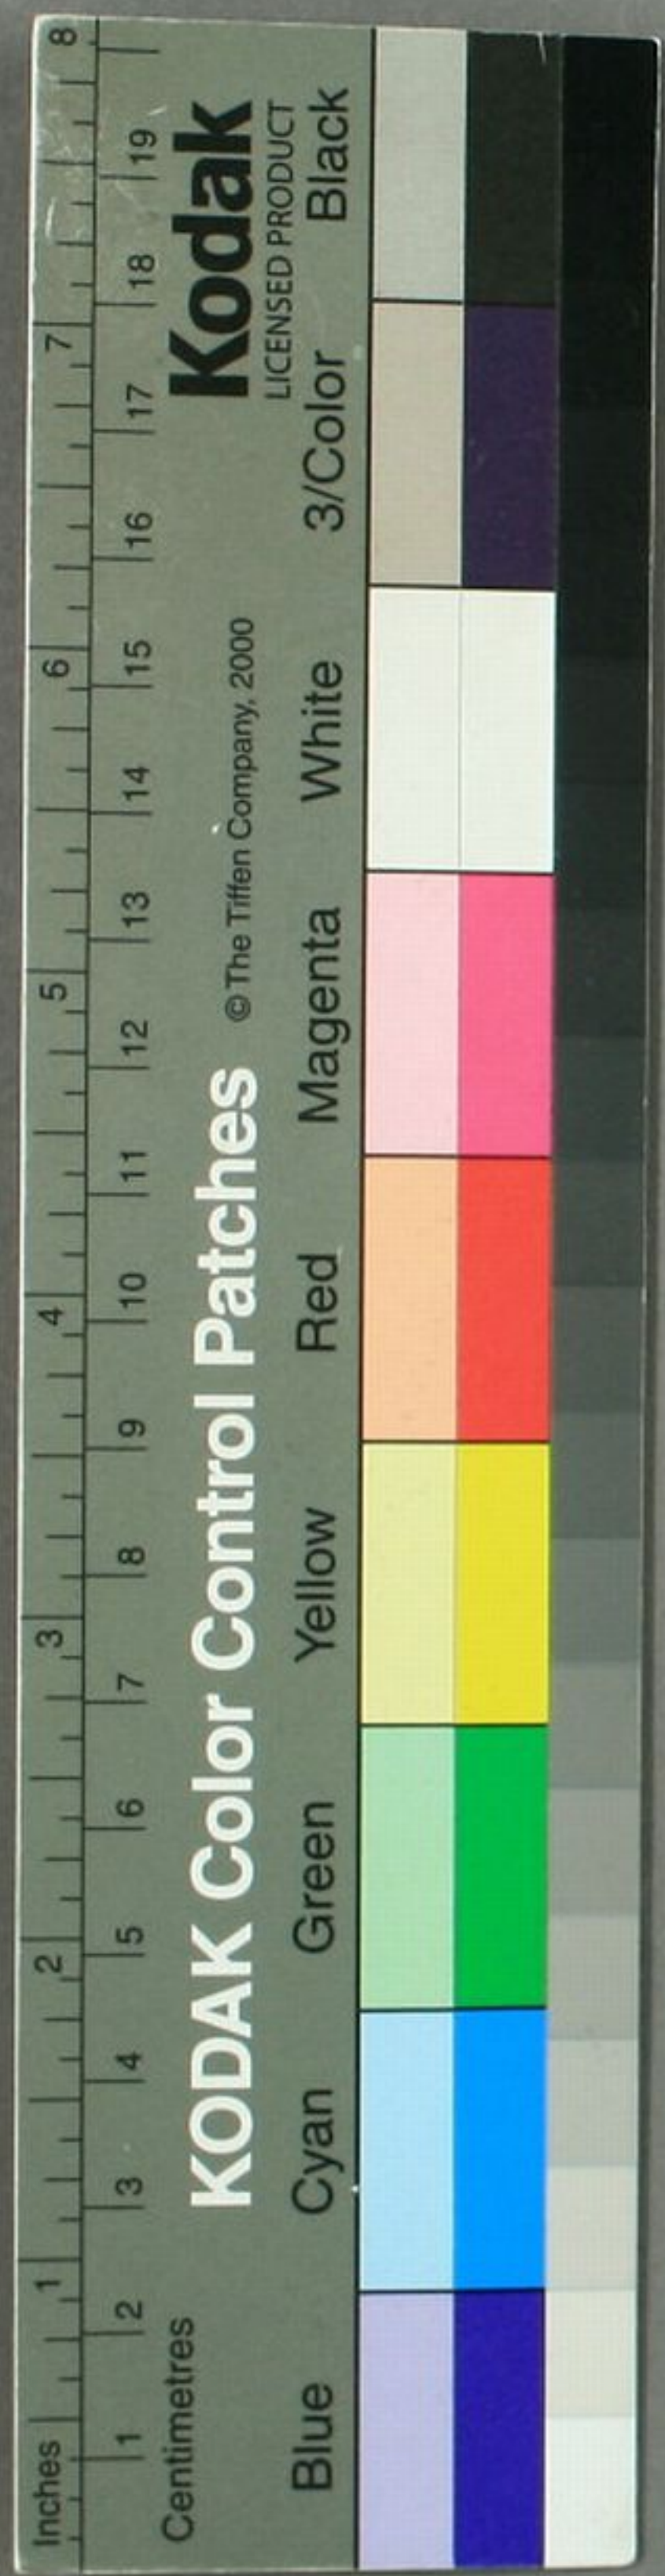 Inches 1 2 3 4 5 6 7 8
1 2 3 4 5 6 7 8 9 10 11 12 13 14 15 16 17 18 19
Centimetres
KODAK Color Control Patches © The Tiffen Company, 2000
Kodak
LICENSED PRODUCT
Blue Cyan Green Yellow Red Magenta White 3/Color Black